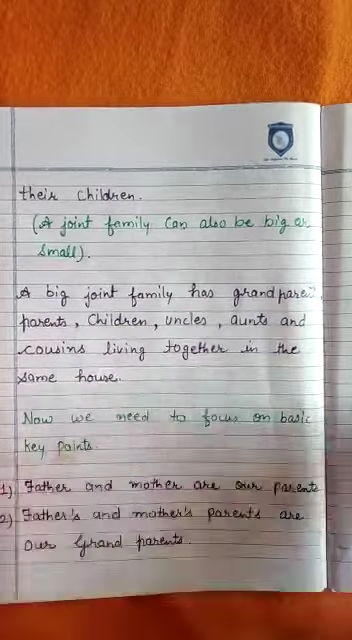 their children.
(A joint family can also be big or
small).
A big joint family has grandparent
parents, Children, uncles, aunts and
cousins living together in the
same house.
Now we need to focus on basic
key points.
1) Father and mother are our parents
2) Father's and mother's parents are
our Grand parents.